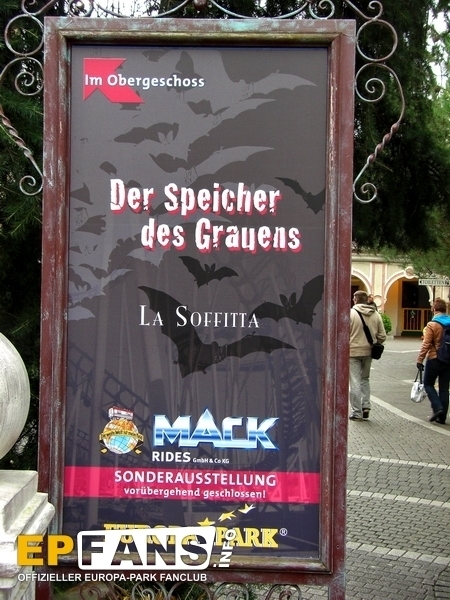 Im Obergeschoss
Der Speicher
des Grauens
La Soffitta
MACK
RIDES GmbH & Co KG
SONDERAUSSTELLUNG
vorübergehend geschlossen!
EUROPA PARK®
EPFANS.iNFO
OFFIZIELLER EUROPA-PARK FANCLUB